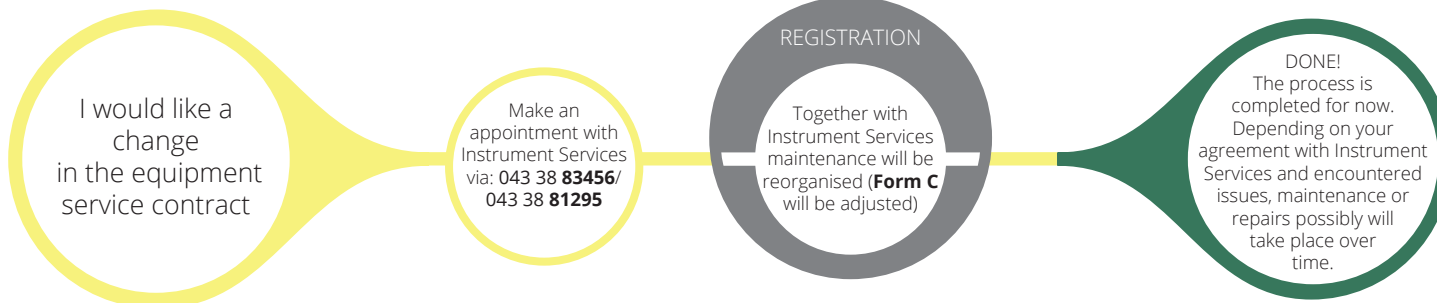 I would like a
change
in the equipment
service contract
Make an
appointment with
Instrument Services
via: 043 38 83456/
043 38 81295
REGISTRATION
Together with
Instrument Services
maintenance will be
reorganised (Form C
will be adjusted)
DONE!
The process is
completed for now.
Depending on your
agreement with Instrument
Services and encountered
issues, maintenance or
repairs possibly will
take place over
time.